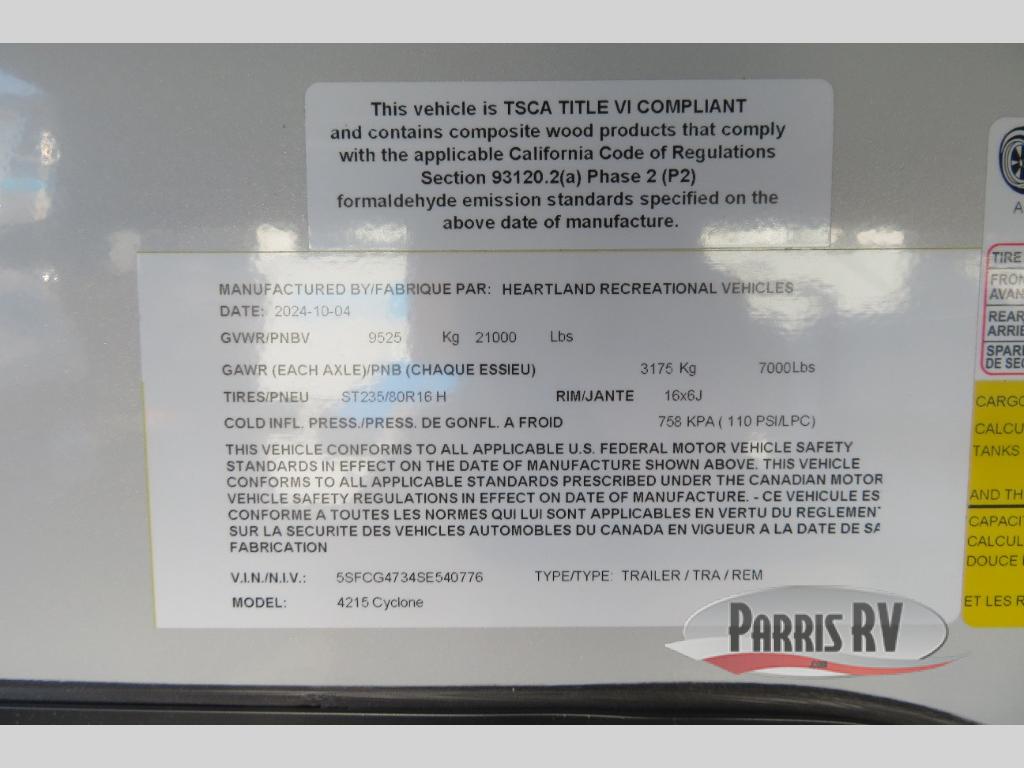 This vehicle is TSCA TITLE VI COMPLIANT
and contains composite wood products that comply
with the applicable California Code of Regulations
Section 93120.2(a) Phase 2 (P2)
formaldehyde emission standards specified on the
above date of manufacture.
MANUFACTURED BY/FABRIQUE PAR: HEARTLAND RECREATIONAL VEHICLES
DATE: 2024-10-04
GVWR/PNBV 9525 Kg 21000 Lbs
GAWR (EACH AXLE)/PNB (CHAQUE ESSIEU) 3175 Kg 7000Lbs
TIRES/PNEU ST235/80R16 H RIM/JANTE 16x6J
COLD INFL. PRESS./PRESS. DE GONFL. A FROID 758 KPA ( 110 PSI/LPC)
THIS VEHICLE CONFORMS TO ALL APPLICABLE U.S. FEDERAL MOTOR VEHICLE SAFETY
STANDARDS IN EFFECT ON THE DATE OF MANUFACTURE SHOWN ABOVE. THIS VEHICLE
CONFORMS TO ALL APPLICABLE STANDARDS PRESCRIBED UNDER THE CANADIAN MOTOR
VEHICLE SAFETY REGULATIONS IN EFFECT ON DATE OF MANUFACTURE. - CE VEHICULE ES
CONFORME A TOUTES LES NORMES QUI LUI SONT APPLICABLES EN VERTU DU REGLEMEN
SUR LA SECURITE DES VEHICLES AUTOMOBLES DU CANADA EN VIGUEUR A LA DATE DE SA
FABRICATION
V.I.N./N.I.V.: 5SFCG4734SE540776 TYPE/TYPE: TRAILER / TRA / REM
MODEL: 4215 Cyclone
TIRE
FRON
AVAN
REAR
ARRIE
SPARE
DE SEC
CARGO
CALCU
TANKS
AND TH
CAPACIT
CALCUL
DOUCE
ET LES R
PARRIS RV
.com